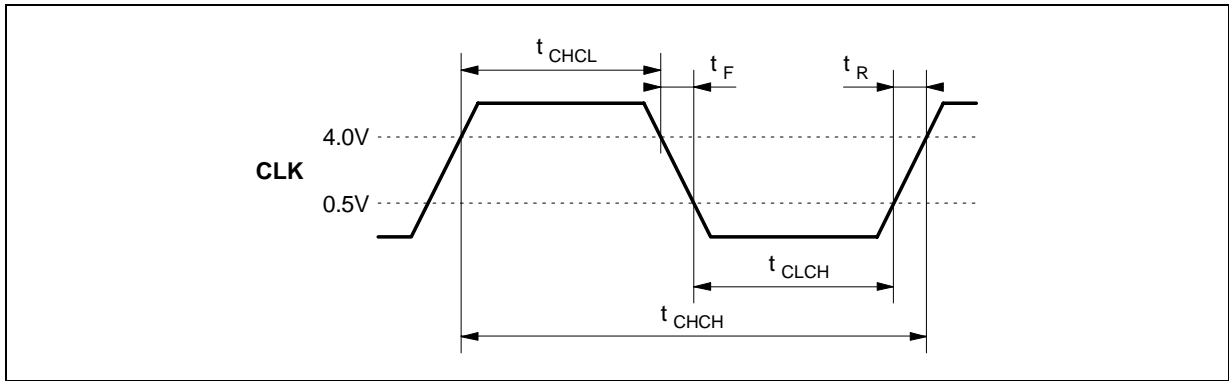 t CHCL
t F
t R
4.0V
CLK
0.5V
t CLCH
t CHCH